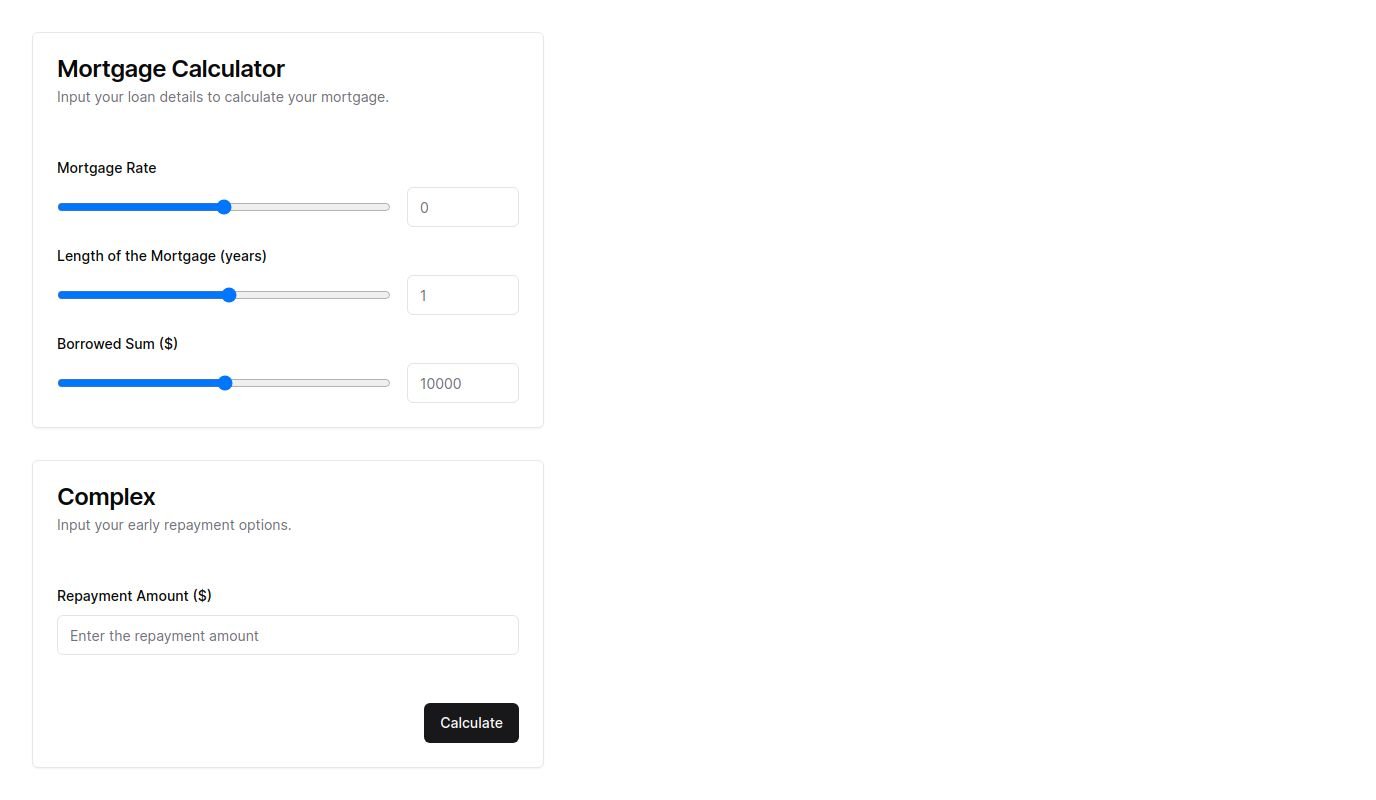 Mortgage Calculator
Input your loan details to calculate your mortgage.
Mortgage Rate
0
Length of the Mortgage (years)
1
Borrowed Sum ($)
10000
Complex
Input your early repayment options.
Repayment Amount ($)
Enter the repayment amount
Calculate